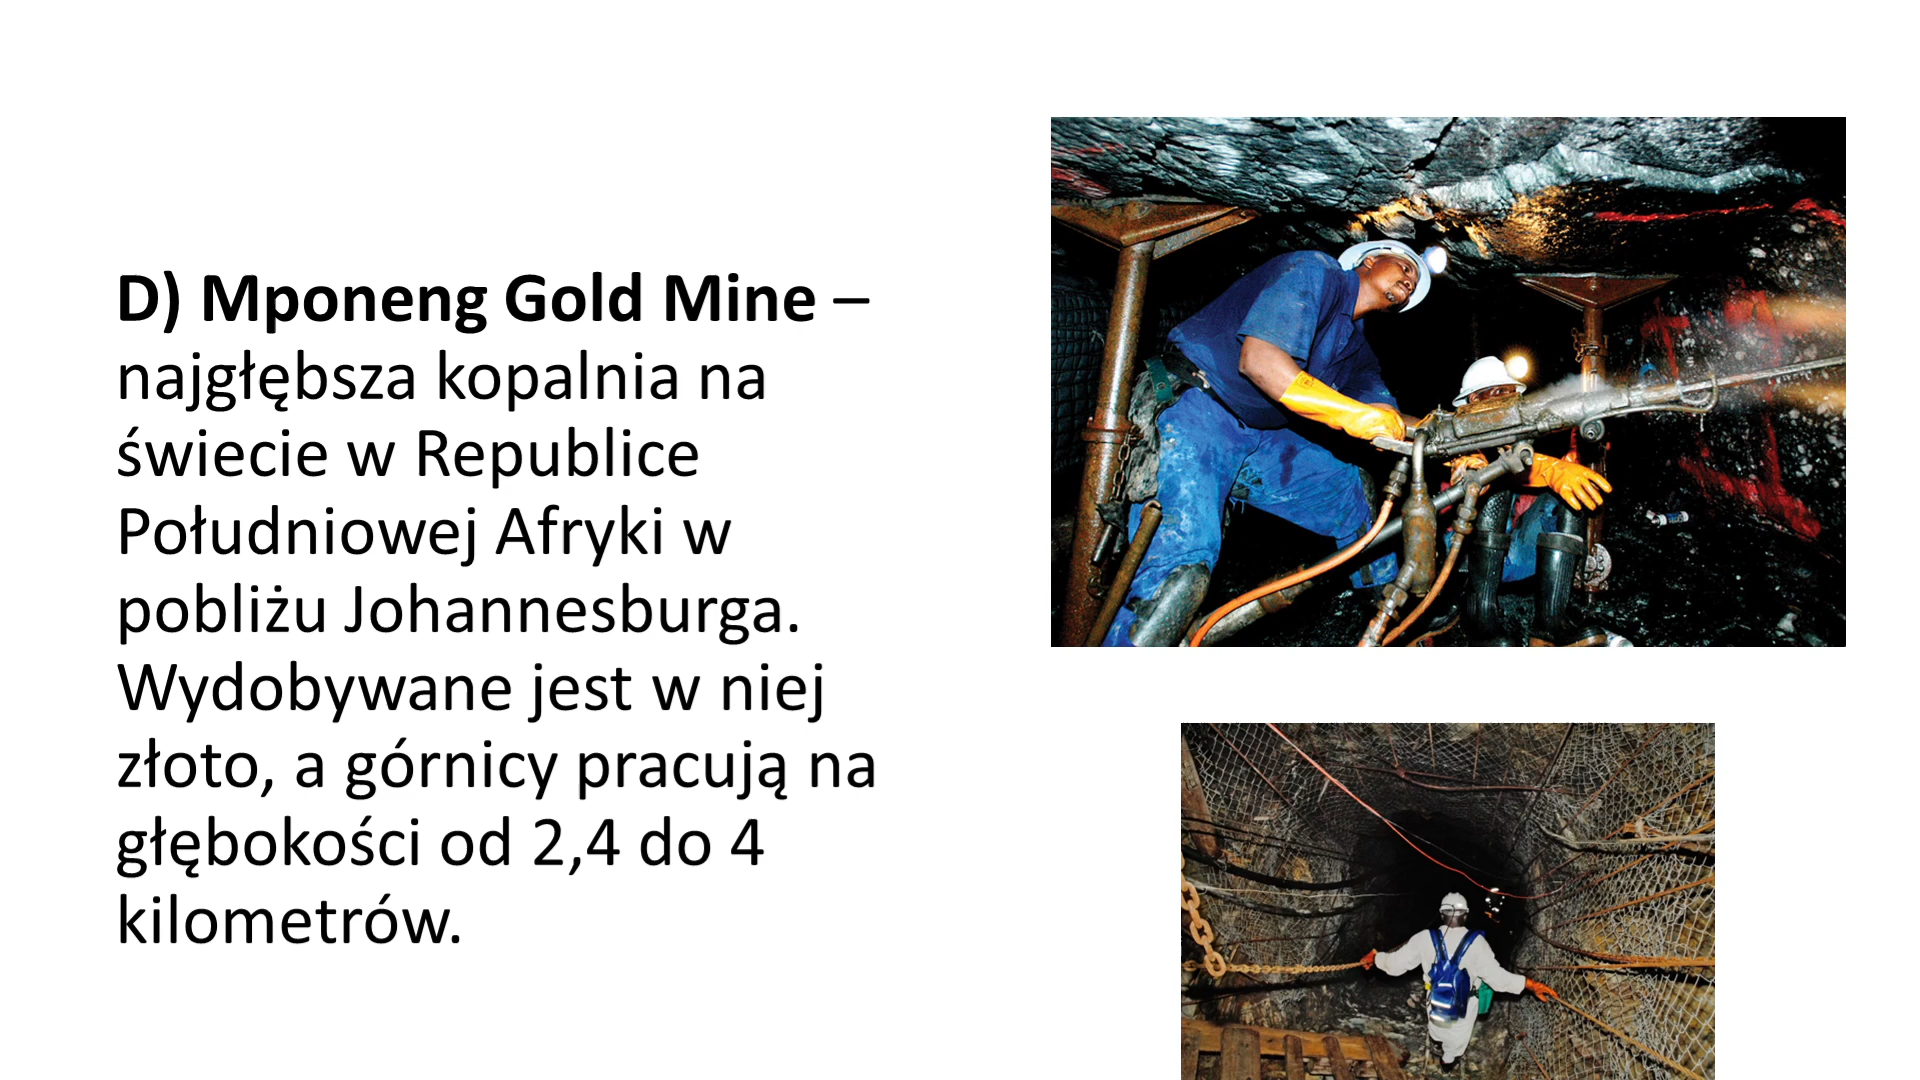 D) Mponeng Gold Mine –
najgłębsza kopalnia na
świecie w Republice
Południowej Afryki w
pobliżu Johannesburga.
Wydobywane jest w niej
złoto, a górnicy pracują na
głębokości od 2,4 do 4
kilometrów.